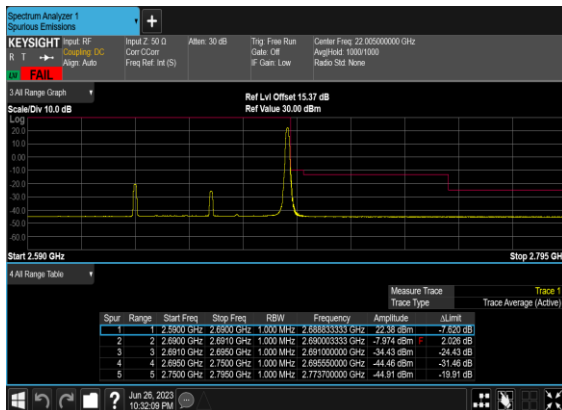 Spectrum Analyzer 1
Spurious Emissions
KEYSIGHT Input: RF Input Z: 50 Ω Atten: 30 dB Trig: Free Run Center Freq: 22.005000000 GHz
R T Coupling: DC Corr CCorr Gate: Off Avg|Hold: 1000/1000
Align: Auto Freq Ref: Int (S) IF Gain: Low Radio Std: None
FAIL
3 All Range Graph
Ref Lvl Offset 15.37 dB
Scale/Div 10.0 dB Ref Value 30.00 dBm
Log
20.0
10.0
0.00
-10.0
-20.0
-30.0
-40.0
-50.0
-60.0
Start 2.590 GHz Stop 2.795 GH
4 All Range Table
Measure Trace Trace 1
Trace Type Trace Average (Active)
Spur Range Start Freq Stop Freq RBW Frequency Amplitude ΔLimit
1 1 2.5900 GHz 2.6900 GHz 1.000 MHz 2.688833333 GHz 22.38 dBm -7.620 dB
2 2 2.6900 GHz 2.6910 GHz 1.000 MHz 2.690003333 GHz -7.974 dBm F 2.026 dB
3 3 2.6910 GHz 2.6950 GHz 1.000 MHz 2.691000000 GHz -34.43 dBm -24.43 dB
4 4 2.6950 GHz 2.7500 GHz 1.000 MHz 2.695550000 GHz -44.46 dBm -31.46 dB
5 5 2.7500 GHz 2.7950 GHz 1.000 MHz 2.773700000 GHz -44.91 dBm -19.91 dB
Jun 26, 2023
10:32:09 PM